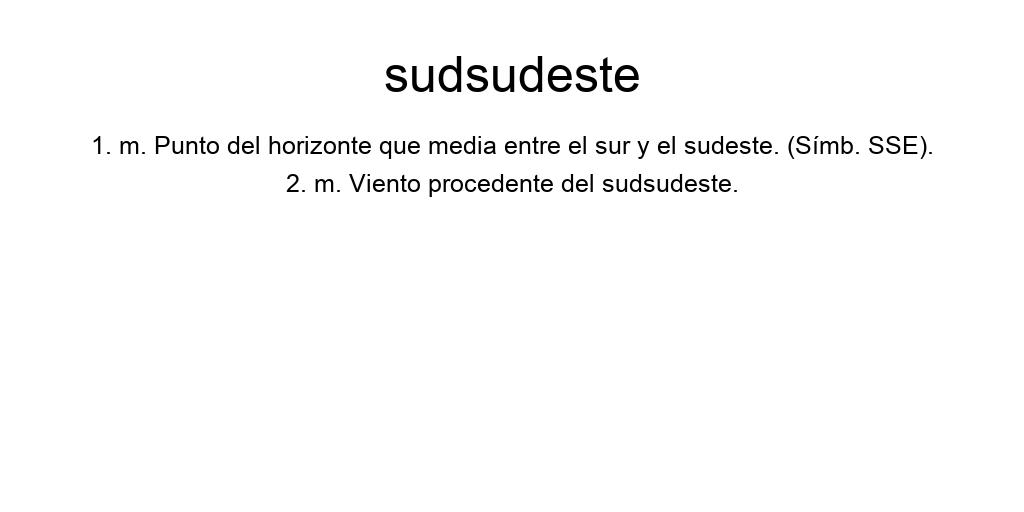 sudsudeste
1. m. Punto del horizonte que media entre el sur y el sudeste. (Símb. SSE).
2. m. Viento procedente del sudsudeste.